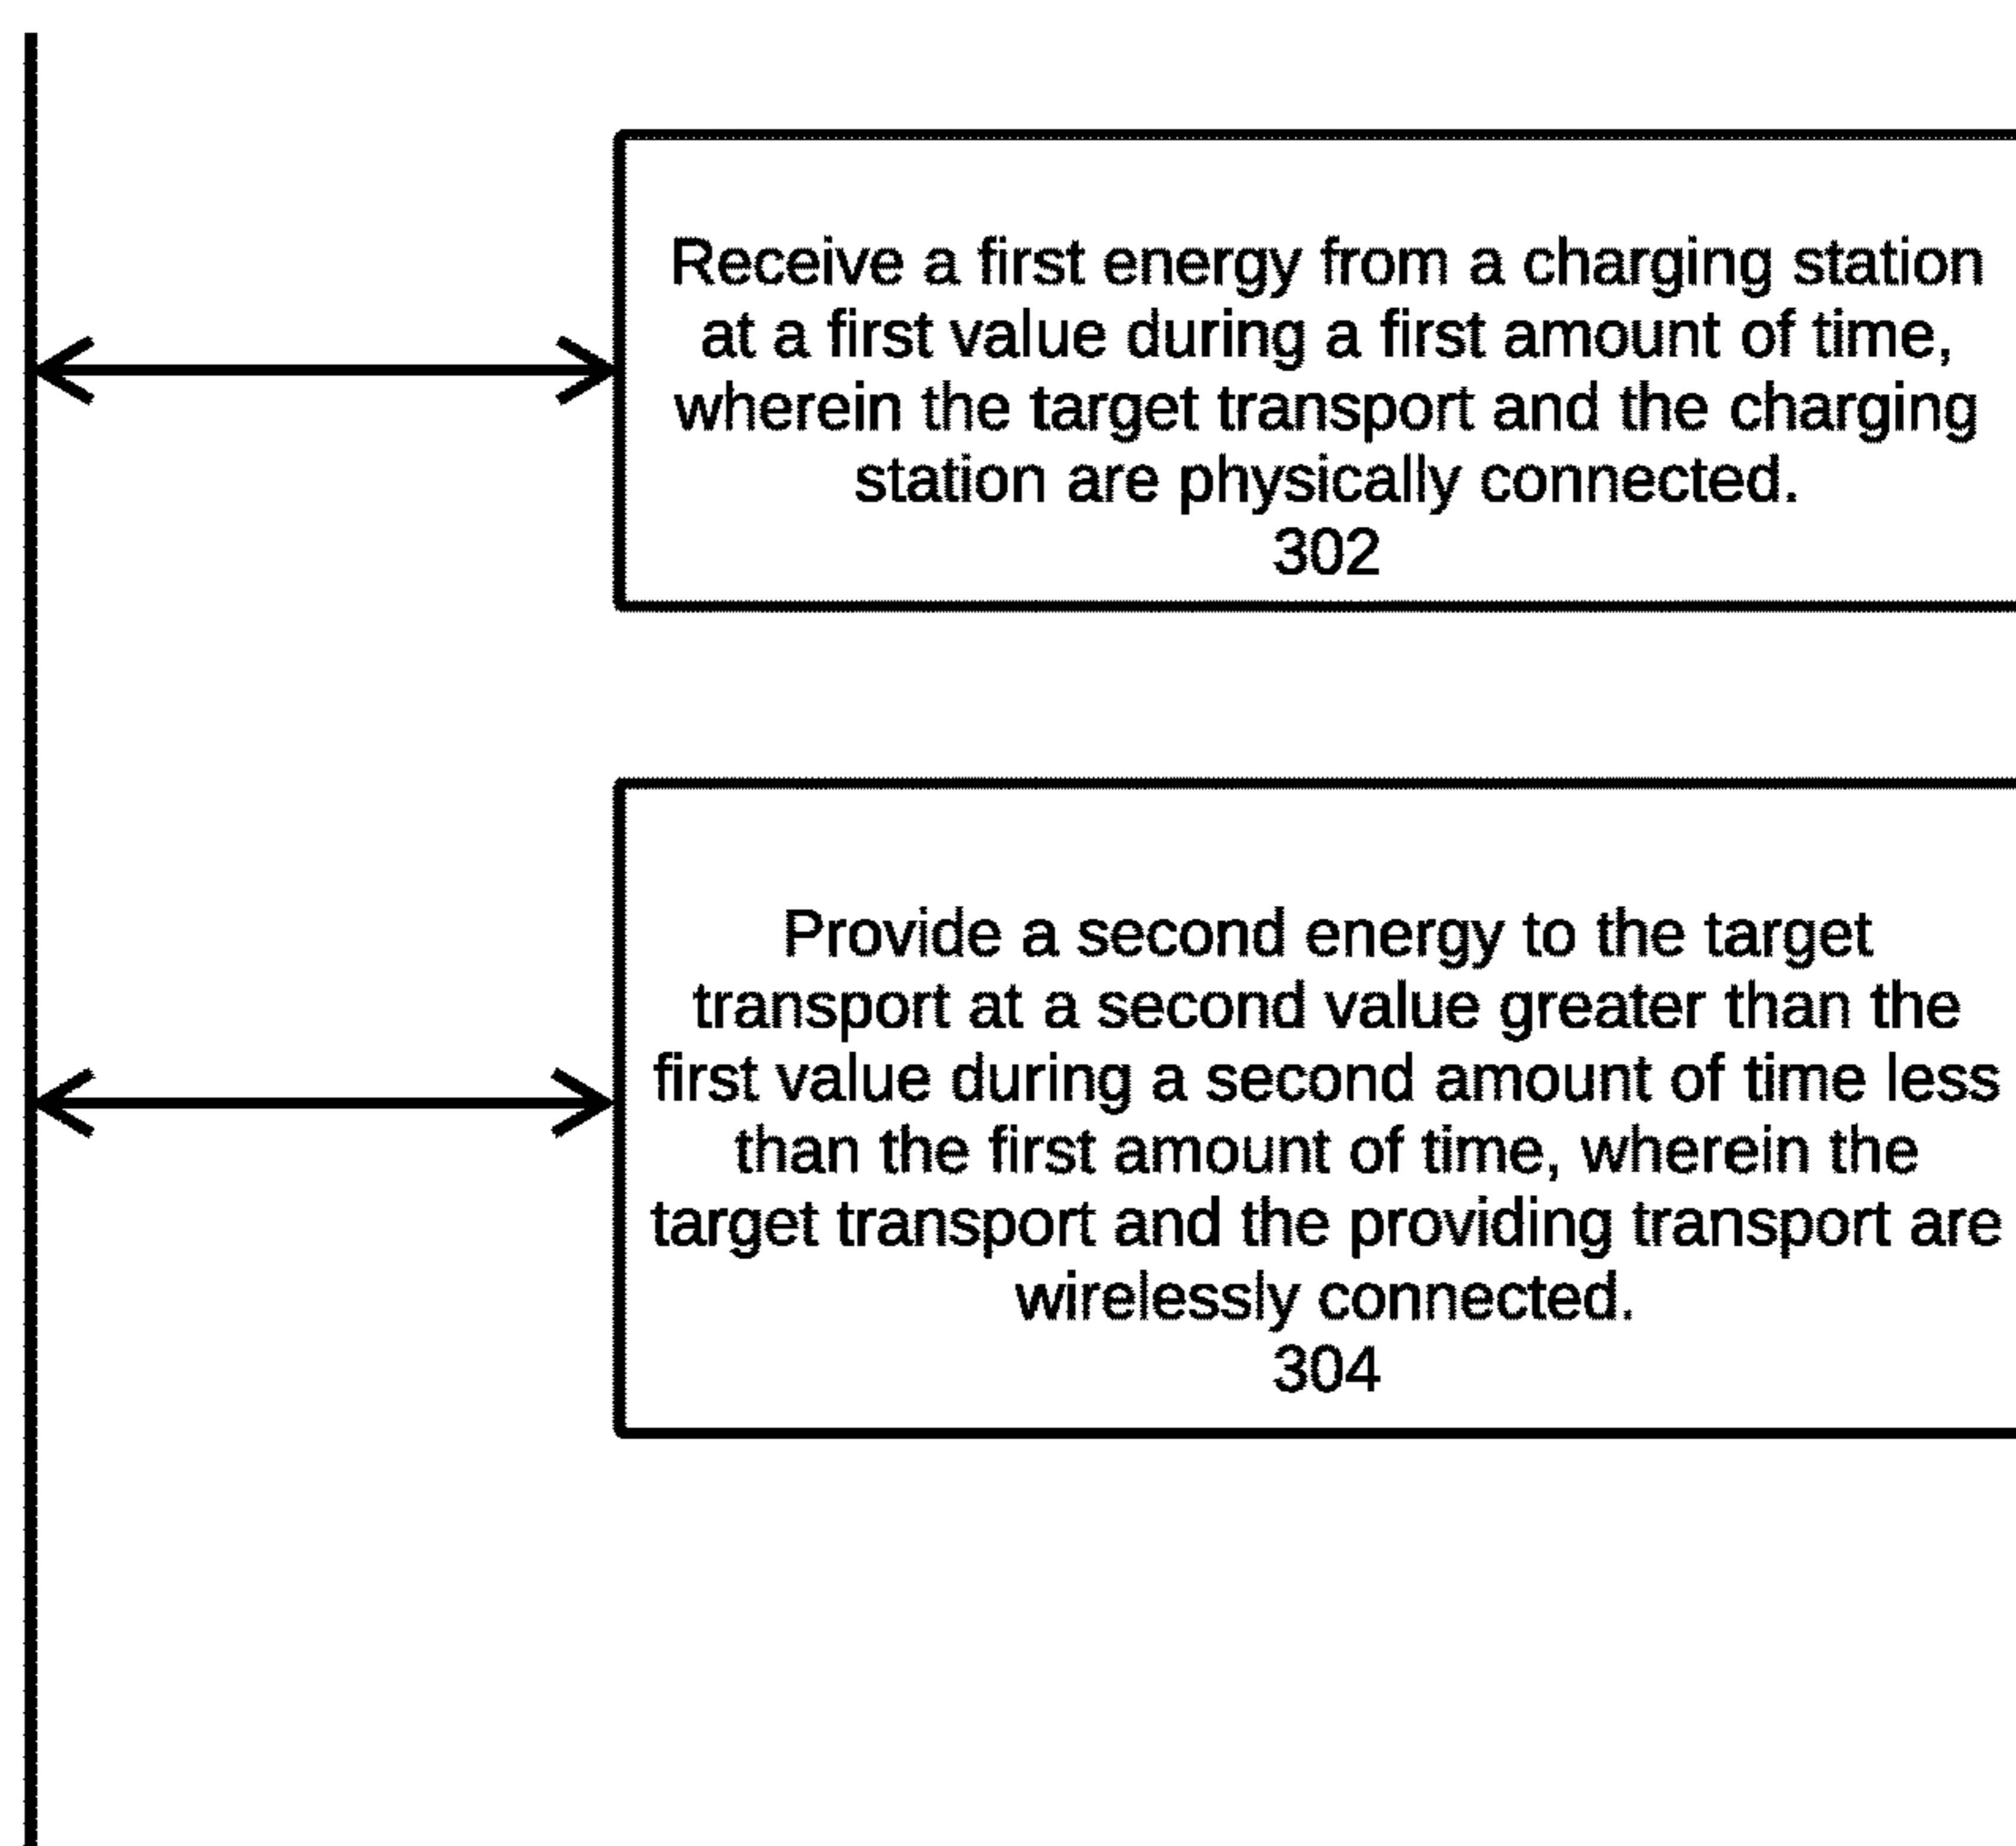 Receive a first energy from a charging station
at a first value during a first amount of time,
wherein the target transport and the charging
station are physically connected.
302
Provide a second energy to the target
transport at a second value greater than the
first value during a second amount of time less
than the first amount of time, wherein the
target transport and the providing transport are
wirelessly connected.
304